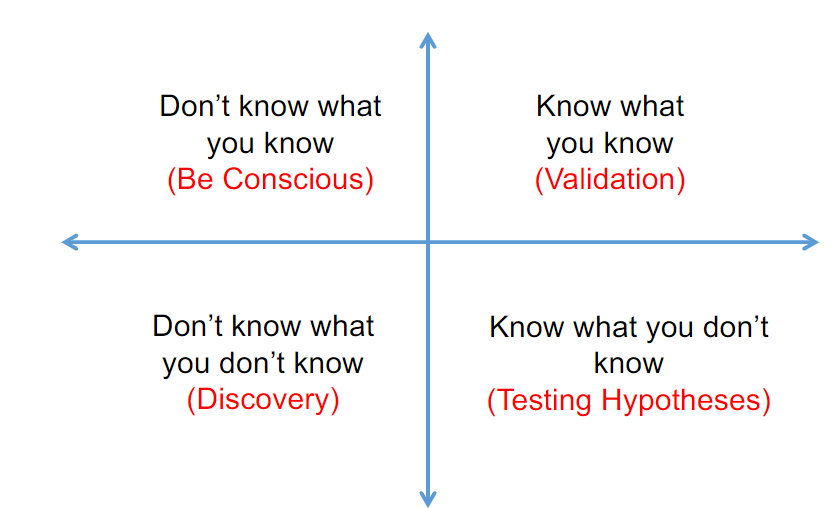 Don’t know what
you know
(Be Conscious)
Know what
you know
(Validation)
Don’t know what
you don’t know
(Discovery)
Know what you don’t
know
(Testing Hypotheses)